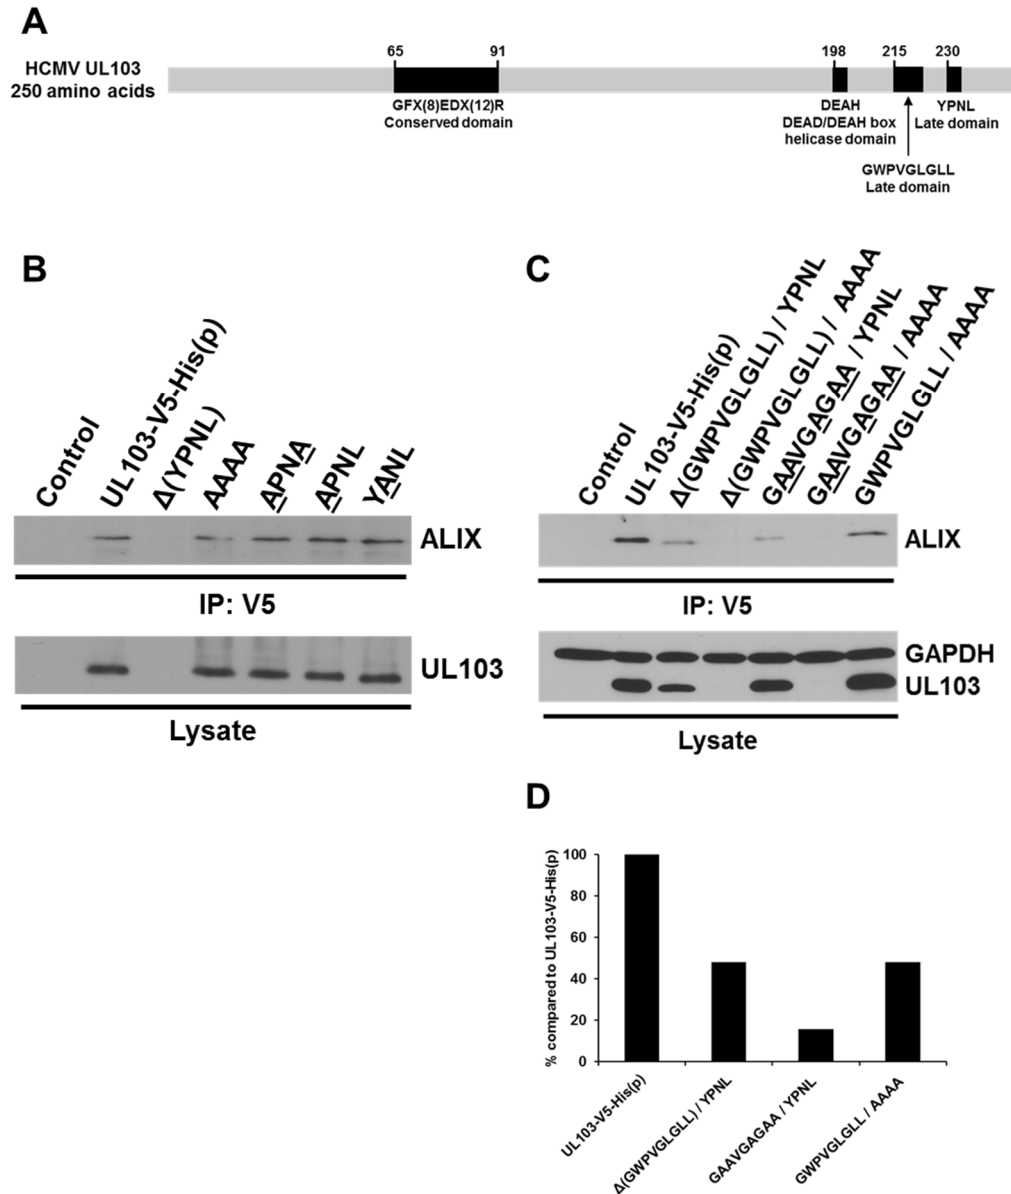 A
HCMV UL103
250 amino acids
65 91 198 215 230
GFX(8)EDX(12)R
Conserved domain
DEAH
DEAD/DEAH box
helicase domain
YPNL
Late domain
GWPVGLGLL
Late domain
B
Control
UL103-V5-His(p)
Δ(YPNL)
AAAA
APNA
APNL
YANL
ALIX
IP: V5
UL103
Lysate
C
Control
UL103-V5-His(p)
Δ(GWPVGLGLL) / YPNL
Δ(GWPVGLGLL) / AAAA
GAAVGAGAA / YPNL
GAAVGAGAA / AAAA
GWPVGLGLL / AAAA
ALIX
IP: V5
GAPDH
UL103
Lysate
D
% compared to UL103-V5-His(p)
100
80
60
40
20
0
UL103-V5-His(p)
Δ(GWPVGLGLL) / YPNL
GAAVGAGAA / YPNL
GWPVGLGLL / AAAA